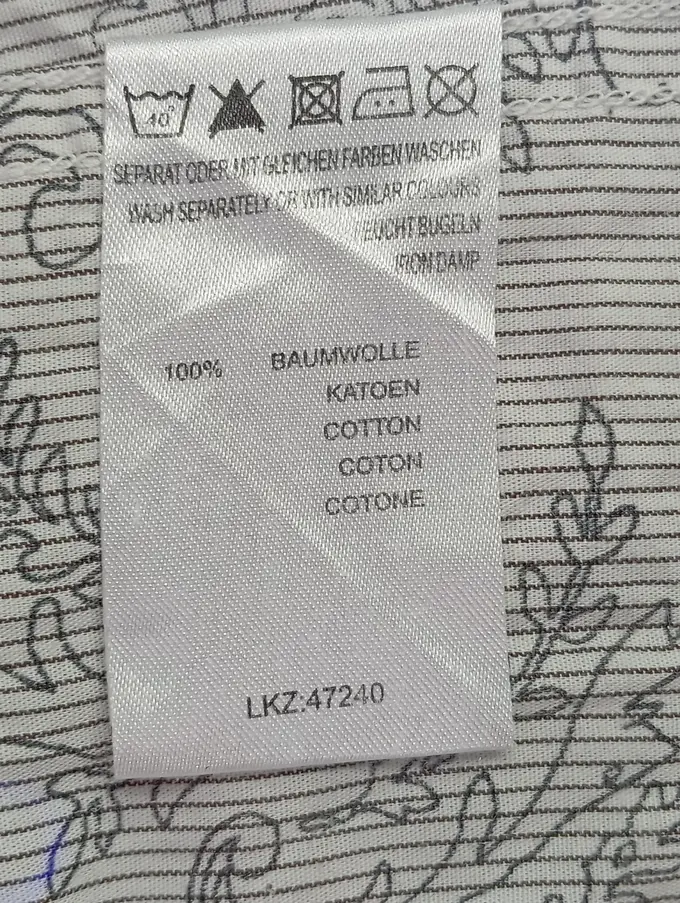 40°
SEPARAT ODER MIT GLEICHEN FARBEN WASCHEN
WASH SEPARATELY OR WITH SIMILAR COLOURS
FEUCHT BUGELN
IRON DAMP
100% BAUMWOLLE
KATOEN
COTTON
COTON
COTONE
LKZ:47240